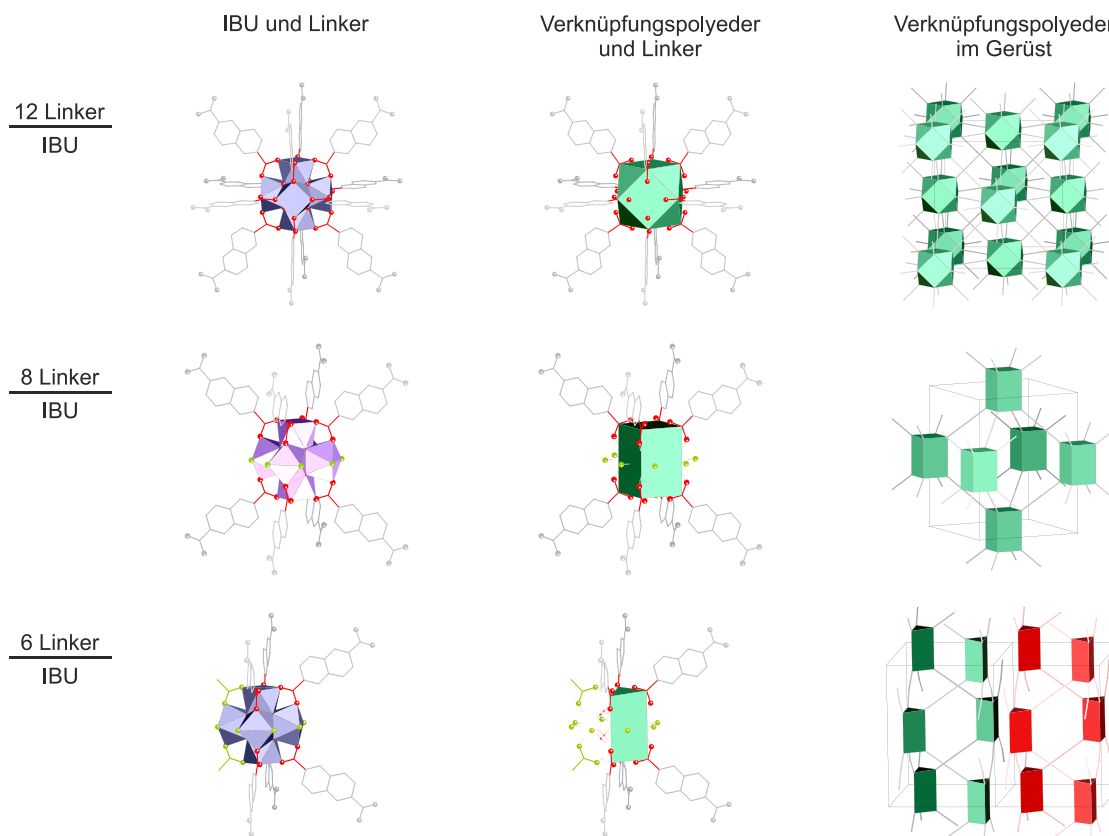 IBU und Linker
Verknüpfungspolyeder
und Linker
Verknüpfungspolyeder
im Gerüst
12 Linker
IBU
8 Linker
IBU
6 Linker
IBU